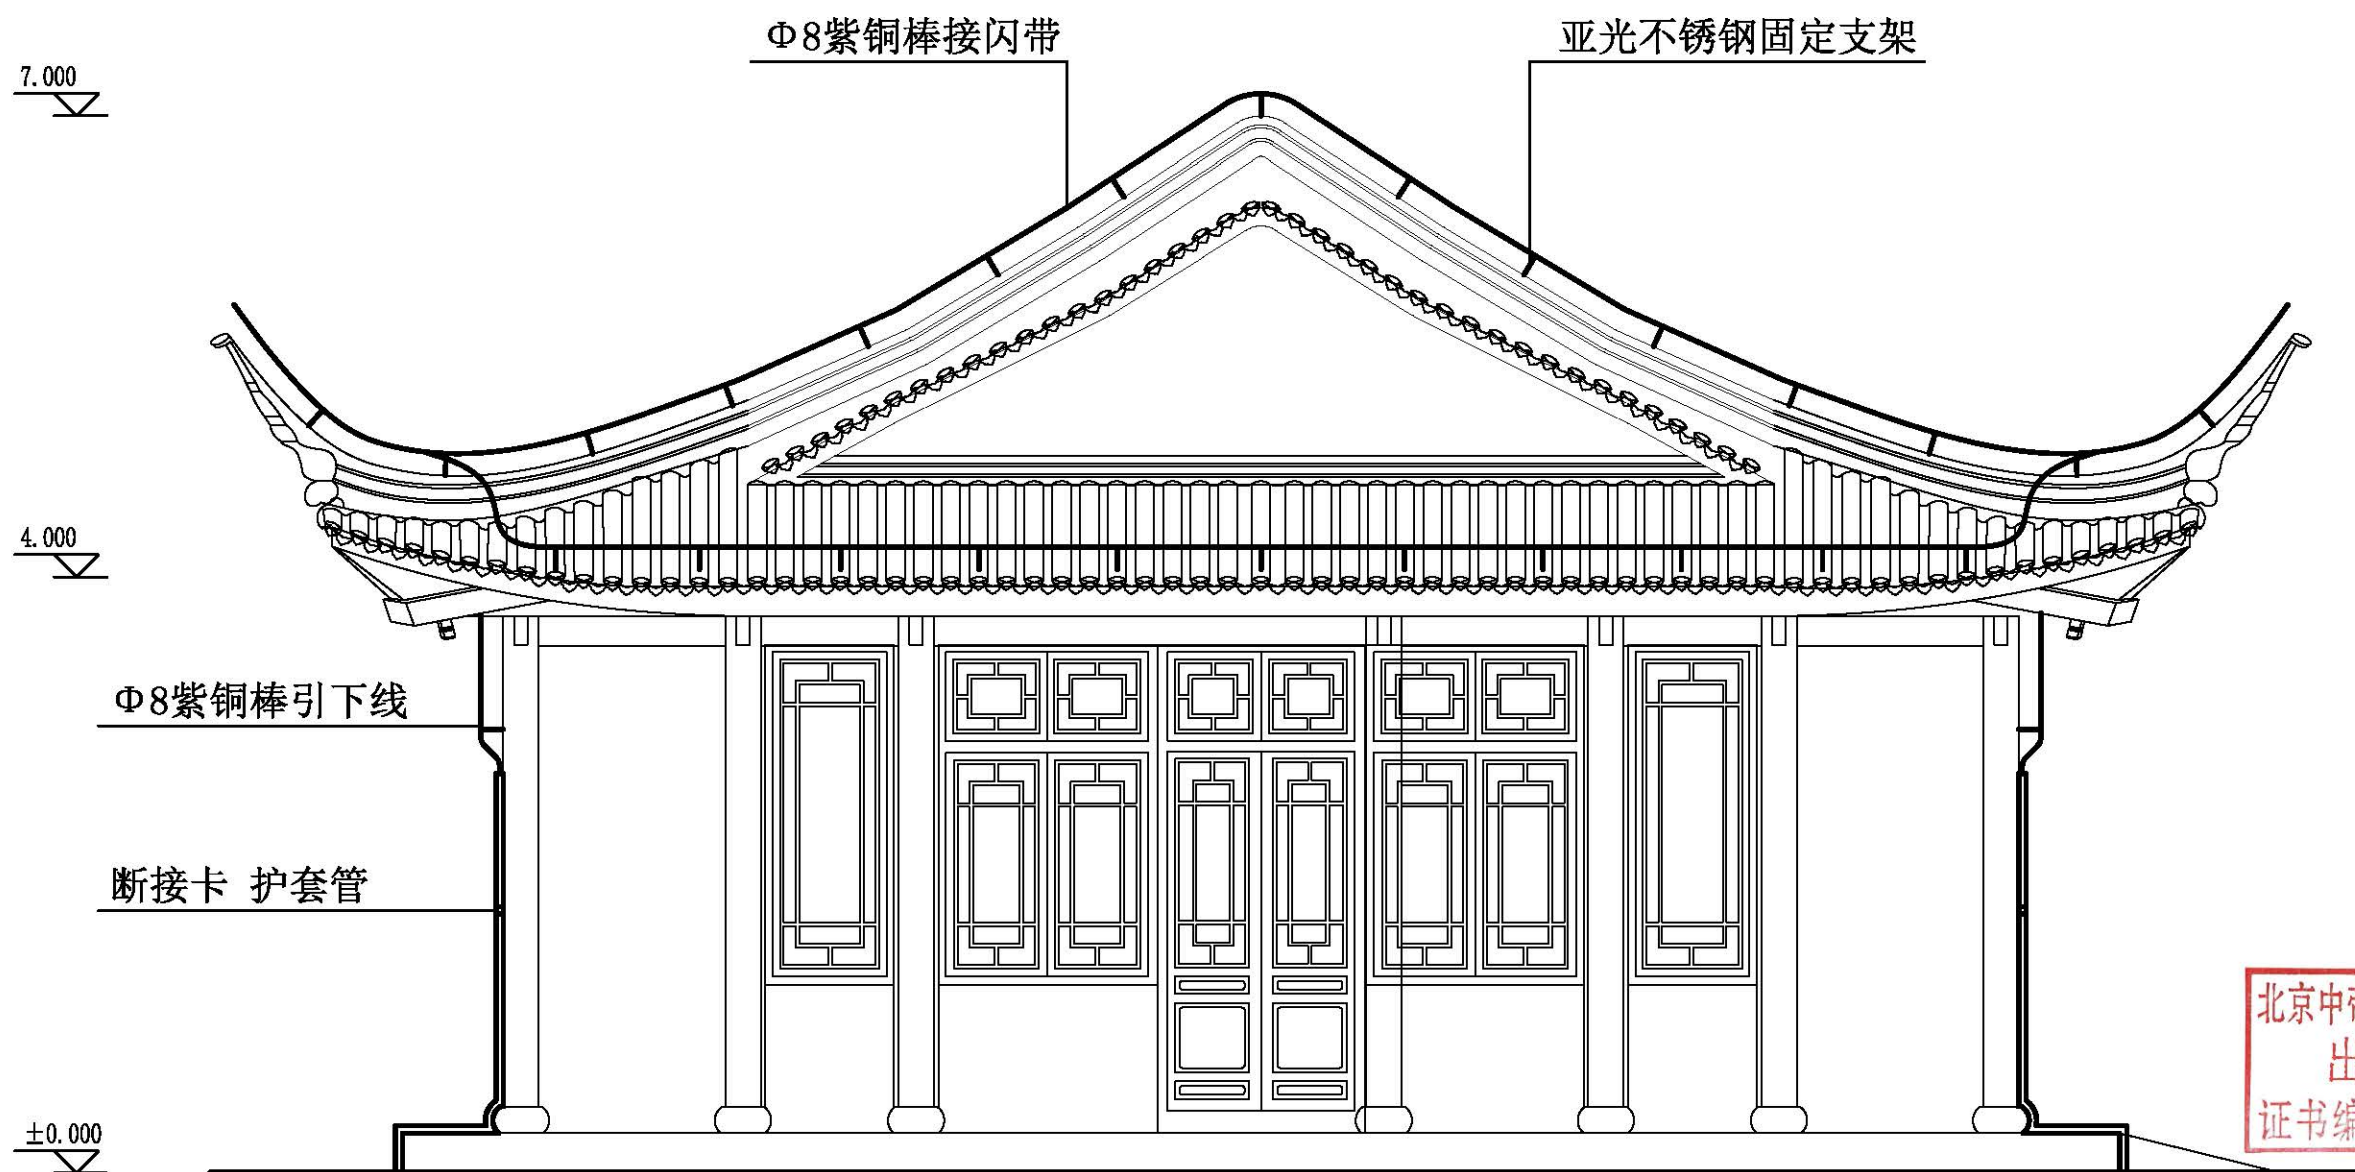 Φ8紫铜棒接闪带
亚光不锈钢固定支架
7.000
4.000
Φ8紫铜棒引下线
断接卡 护套管
±0.000
北京中
出
证书编